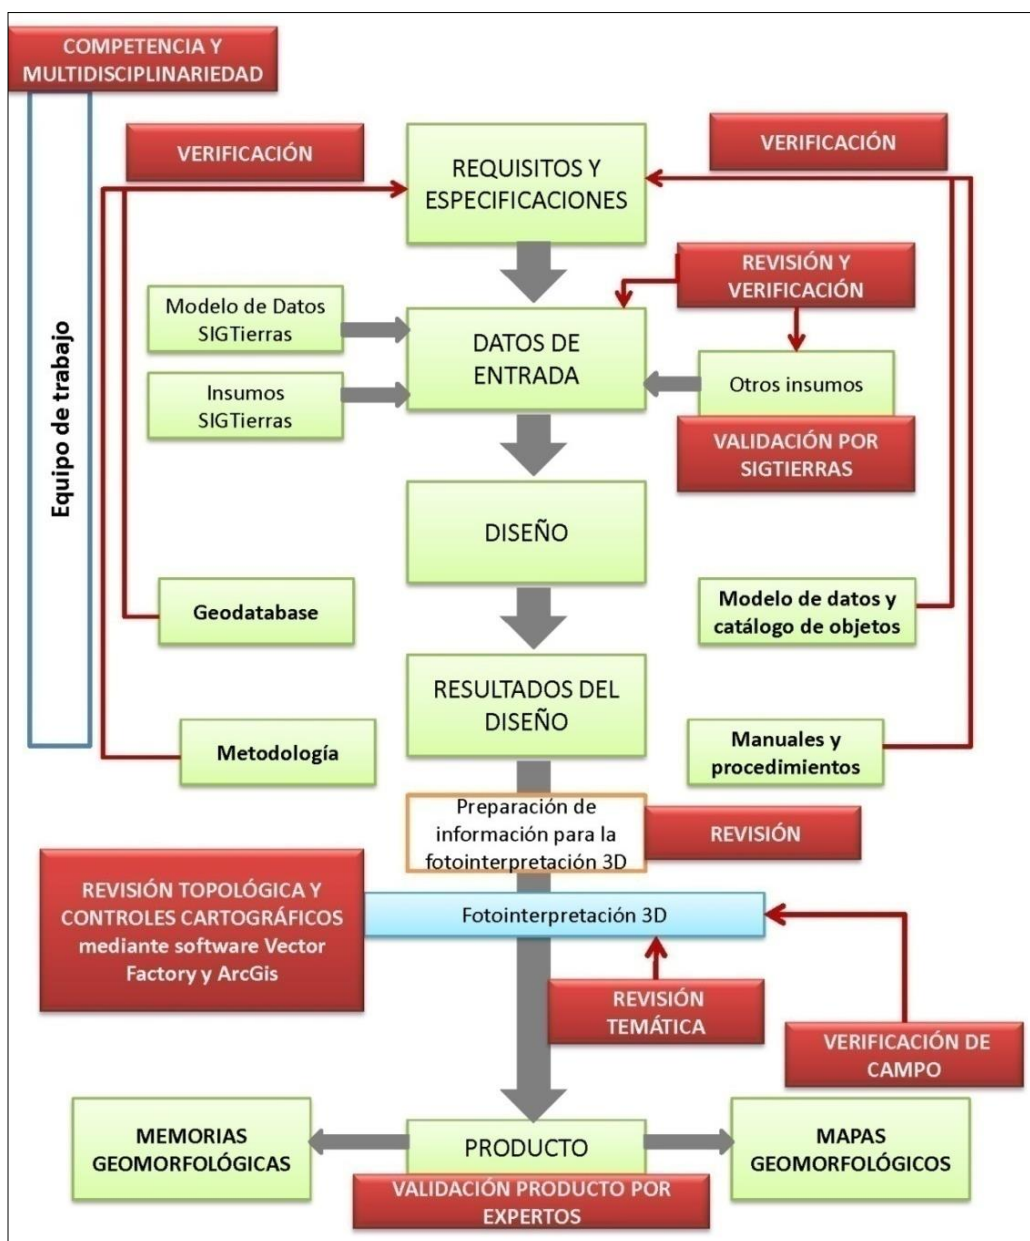 COMPETENCIA Y
MULTIDISCIPLINARIEDAD
VERIFICACIÓN
REQUISITOS Y
ESPECIFICACIONES
VERIFICACIÓN
REVISIÓN Y
VERIFICACIÓN
Modelo de Datos
SIGTierras
DATOS DE
ENTRADA
Insumos
SIGTierras
Otros insumos
VALIDACIÓN POR
SIGTIERRAS
Equipo de trabajo
DISEÑO
Geodatabase
Modelo de datos y
catálogo de objetos
RESULTADOS DEL
DISEÑO
Metodología
Manuales y
procedimientos
Preparación de
información para la
fotointerpretación 3D
REVISIÓN
REVISIÓN TOPOLÓGICA Y
CONTROLES CARTOGRÁFICOS
mediante software Vector
Factory y ArcGis
Fotointerpretación 3D
REVISIÓN
TEMÁTICA
VERIFICACIÓN DE
CAMPO
MEMORIAS
GEOMORFOLÓGICAS
PRODUCTO
MAPAS
GEOMORFOLÓGICOS
VALIDACIÓN PRODUCTO POR
EXPERTOS